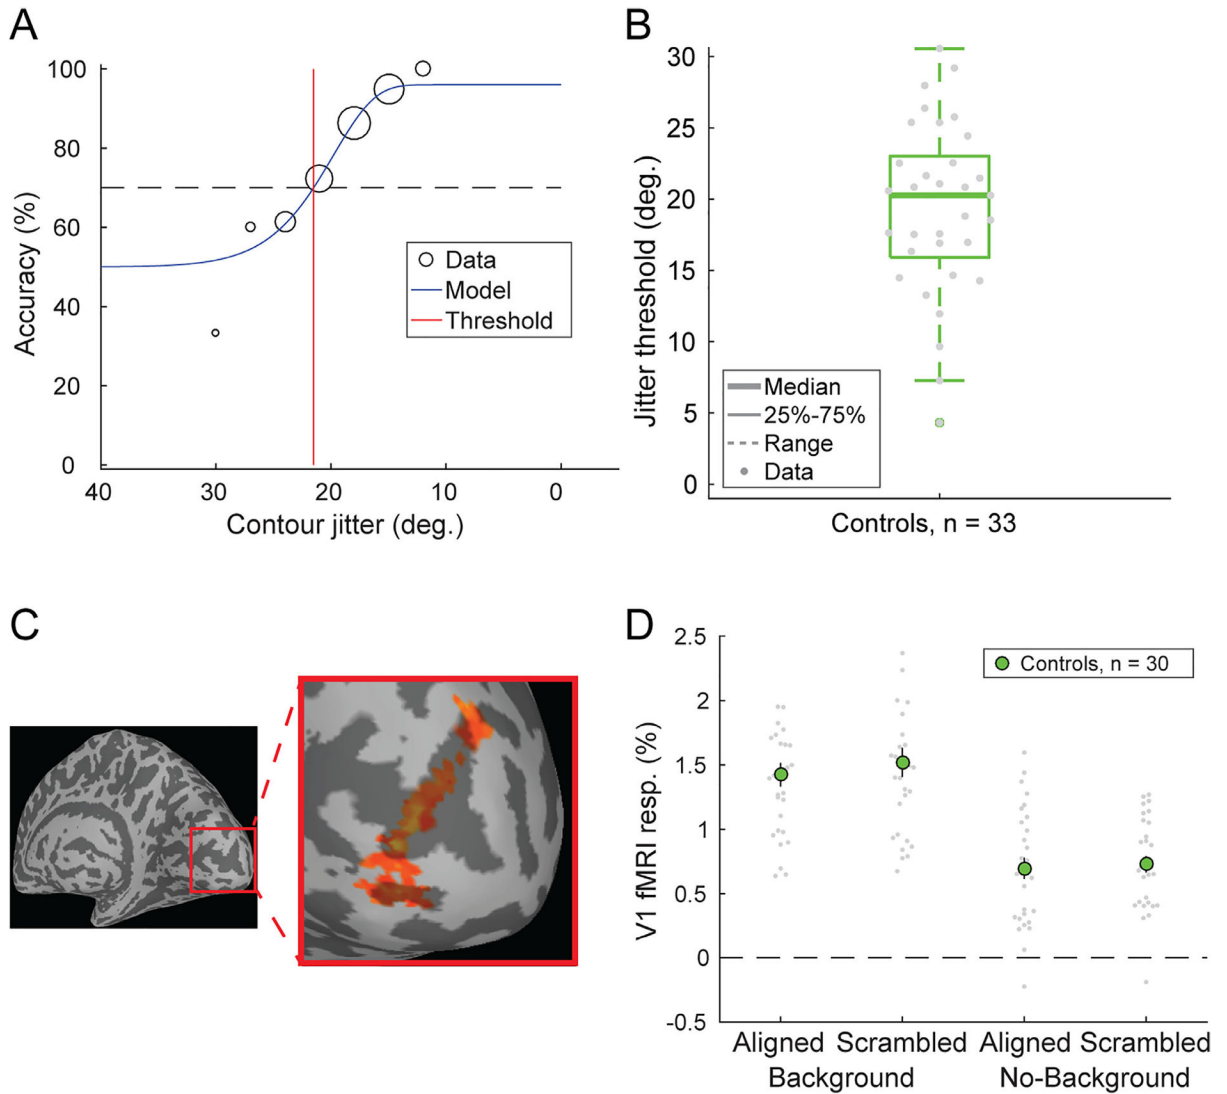 A
100
80
60
40
20
0
Accuracy (%)
40 30 20 10 0
Contour jitter (deg.)
Data
Model
Threshold
B
30
25
20
15
10
5
0
Jitter threshold (deg.)
Median
25%-75%
Range
Data
Controls, n = 33
C
D
2.5
2
1.5
1
0.5
0
-0.5
V1 fMRI resp. (%)
Controls, n = 30
Aligned Scrambled Aligned Scrambled
Background No-Background